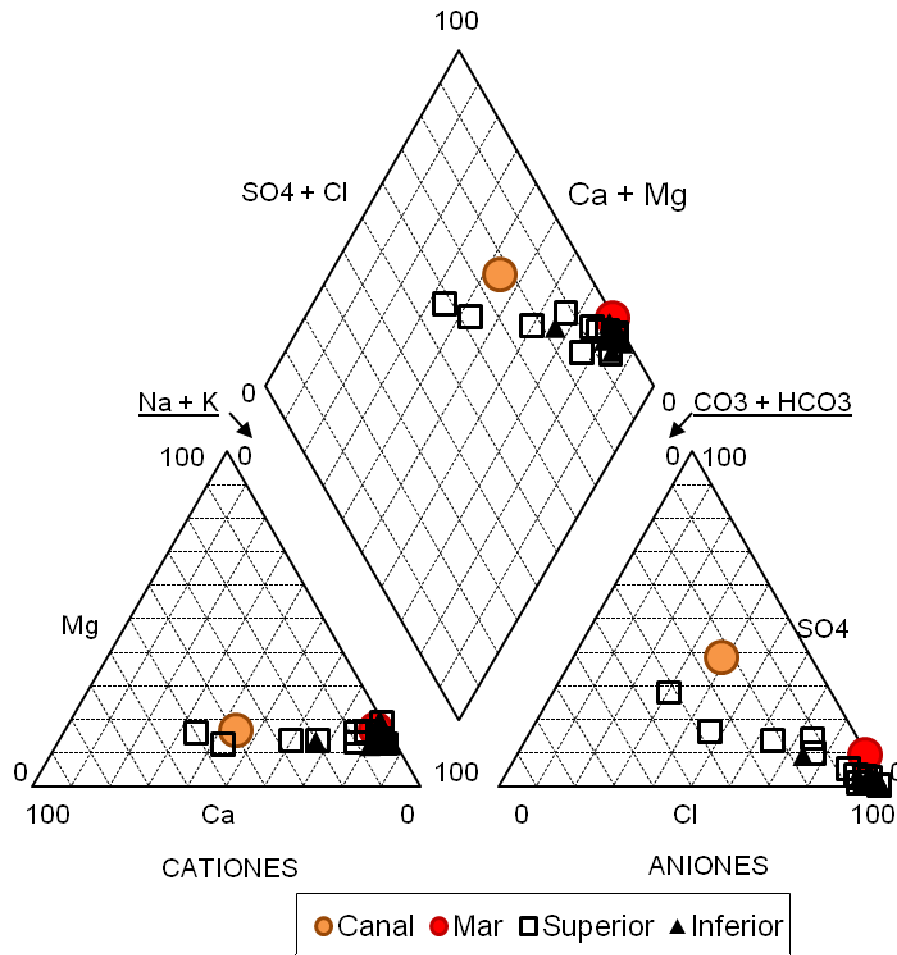 100
SO4 + Cl
Ca + Mg
0
0
Na + K
CO3 + HCO3
100 0
0 100
Mg
SO4
0
100
0
100
Ca
0
0
Cl
100
CATIONES
ANIONES
Canal Mar Superior Inferior